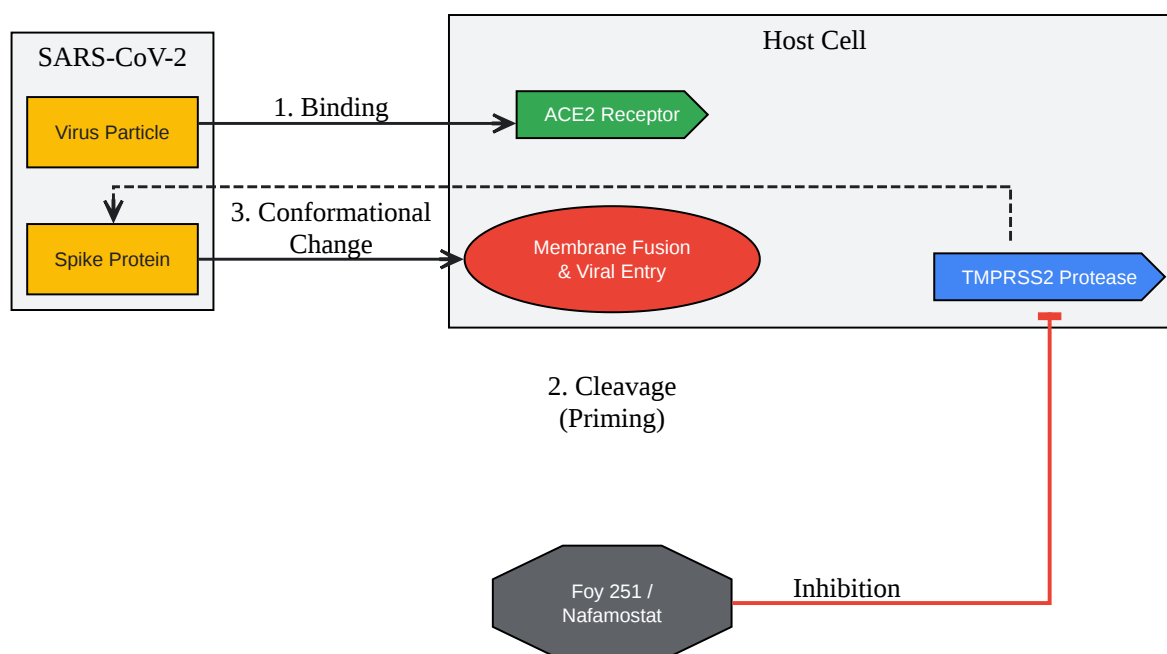 SARS-CoV-2
Host Cell
Virus Particle
1. Binding
ACE2 Receptor
3. Conformational
Change
Spike Protein
Membrane Fusion
& Viral Entry
TMPRSS2 Protease
2. Cleavage
(Priming)
Foy 251 /
Nafamostat
Inhibition